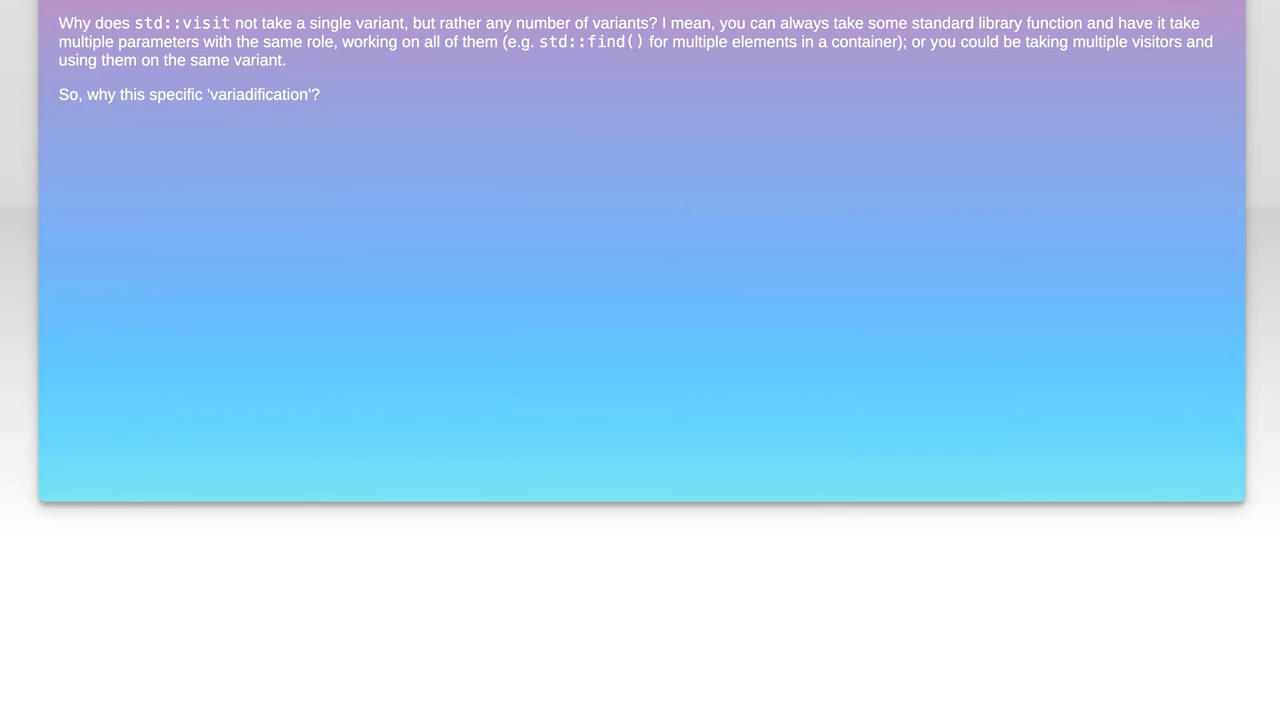 Why does std::visit not take a single variant, but rather any number of variants? I mean, you can always take some standard library function and have it take
multiple parameters with the same role, working on all of them (e.g. std::find() for multiple elements in a container); or you could be taking multiple visitors and
using them on the same variant.
So, why this specific 'variadification'?